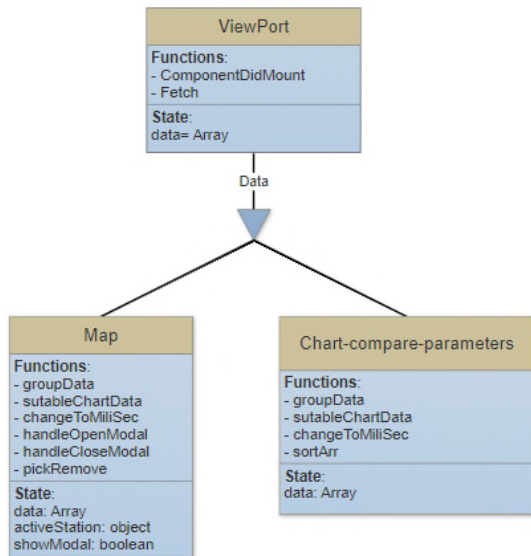 ViewPort
Functions:
- ComponentDidMount
- Fetch
State:
data= Array
Data
Map
Functions:
- groupData
- sutableChartData
- changeToMiliSec
- handleOpenModal
- handleCloseModal
- pickRemove
State:
data: Array
activeStation: object
showModal: boolean
Chart-compare-parameters
Functions:
- groupData
- sutableChartData
- changeToMiliSec
- sortArr
State:
data: Array